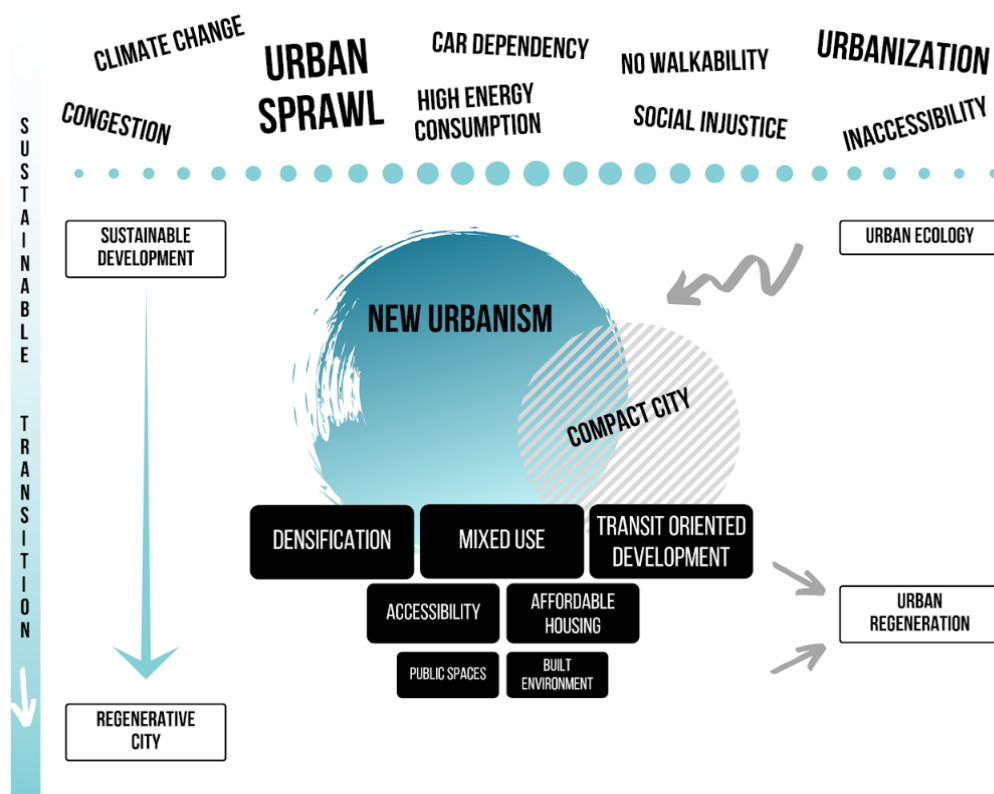 CLIMATE CHANGE
URBAN
SPRAWL
CAR DEPENDENCY
NO WALKABILITY
URBANIZATION
CONGESTION
HIGH ENERGY
CONSUMPTION
SOCIAL INJUSTICE
INACCESSIBILITY
SUSTAINABLE TRANSITION
SUSTAINABLE
DEVELOPMENT
URBAN ECOLOGY
NEW URBANISM
COMPACT CITY
DENSIFICATION
MIXED USE
TRANSIT ORIENTED
DEVELOPMENT
ACCESSIBILITY
AFFORDABLE
HOUSING
URBAN
REGENERATION
PUBLIC SPACES
BUILT
ENVIRONMENT
REGENERATIVE
CITY